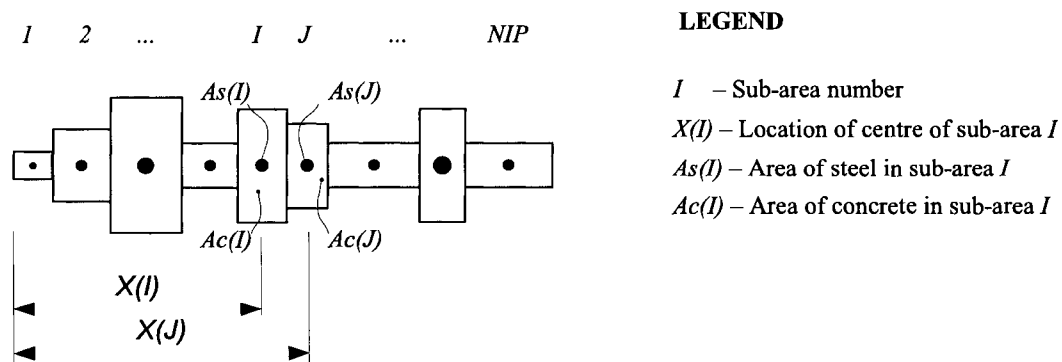 1 2 ... I J ... NIP
As(I) As(J)
Ac(I) Ac(J)
X(I)
X(J)
LEGEND
I – Sub-area number
X(I) – Location of centre of sub-area I
As(I) – Area of steel in sub-area I
Ac(I) – Area of concrete in sub-area I